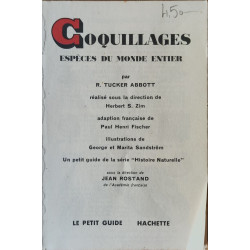 4,50
COQUILLAGES
ESPÈCES DU MONDE ENTIER
par
R. TUCKER ABBOTT
réalisé sous la direction de
Herbert S. Zim
adaption française de
Paul Henri Fischer
illustrations de
George et Marita Sandström
Un petit guide de la série "Histoire Naturelle"
sous la direction de
JEAN ROSTAND
de l'Académie française
LE PETIT GUIDE HACHETTE